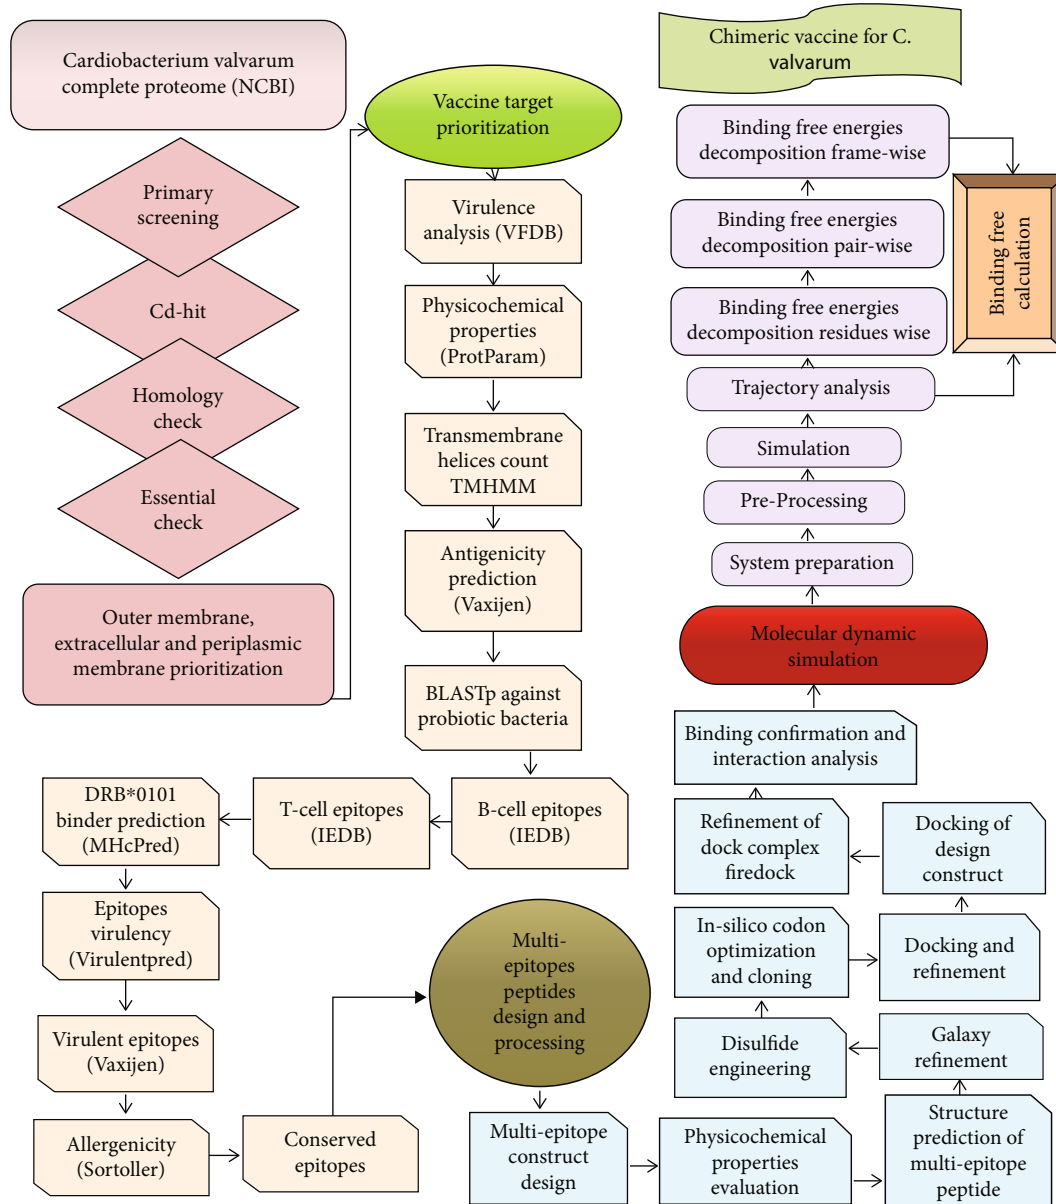 Cardiobacterium valvarum
complete proteome (NCBI)
Primary
screening
Cd-hit
Homology
check
Essential
check
Outer membrane,
extracellular and periplasmic
membrane prioritization
Vaccine target
prioritization
Virulence
analysis (VFDB)
Physicochemical
properties
(ProtParam)
Transmembrane
helices count
TMHMM
Antigenicity
prediction
(Vaxijen)
BLASTp against
probiotic bacteria
B-cell epitopes
(IEDB)
T-cell epitopes
(IEDB)
DRB*0101
binder prediction
(MHcPred)
Epitopes
virulency
(Virulentpred)
Virulent epitopes
(Vaxijen)
Allergenicity
(Sortoller)
Conserved
epitopes
Multi-
epitopes
peptides
design and
processing
Multi-epitope
construct
design
Physicochemical
properties
evaluation
Structure
prediction of
multi-epitope
peptide
Galaxy
refinement
Disulfide
engineering
In-silico codon
optimization
and cloning
Docking and
refinement
Docking of
design
construct
Refinement of
dock complex
firedock
Binding confirmation and
interaction analysis
Molecular dynamic
simulation
System preparation
Pre-Processing
Simulation
Trajectory analysis
Binding free energies
decomposition residues wise
Binding free energies
decomposition pair-wise
Binding free energies
decomposition frame-wise
Binding free
calculation
Chimeric vaccine for C.
valvarum